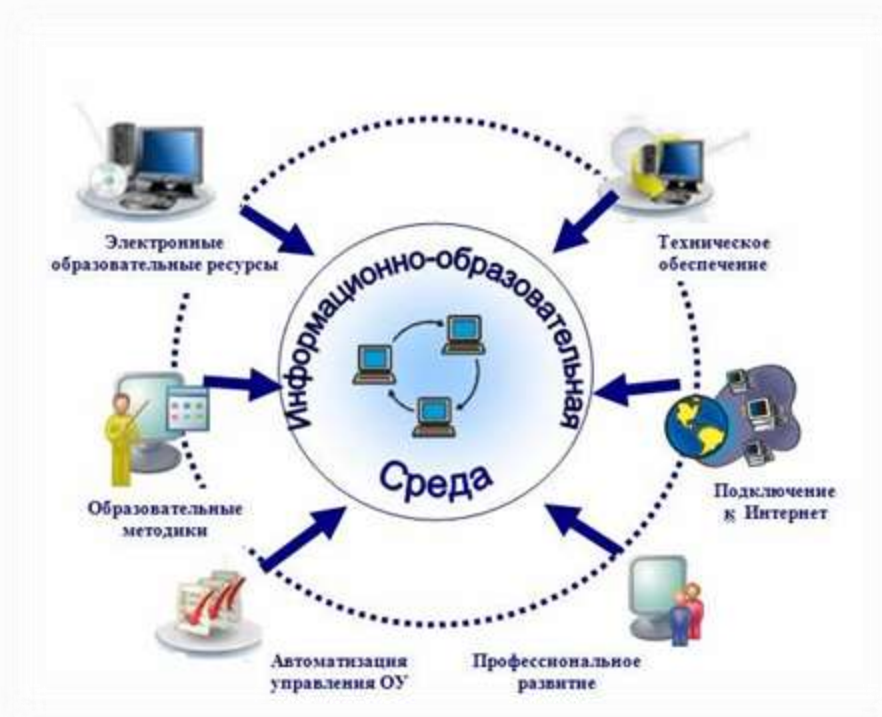 Электронные
образовательные ресурсы
Техническое
обеспечение
Информационно-образовательная
Среда
Образовательные
методики
Подключение
к Интернет
Автоматизация
управления ОУ
Профессиональное
развитие